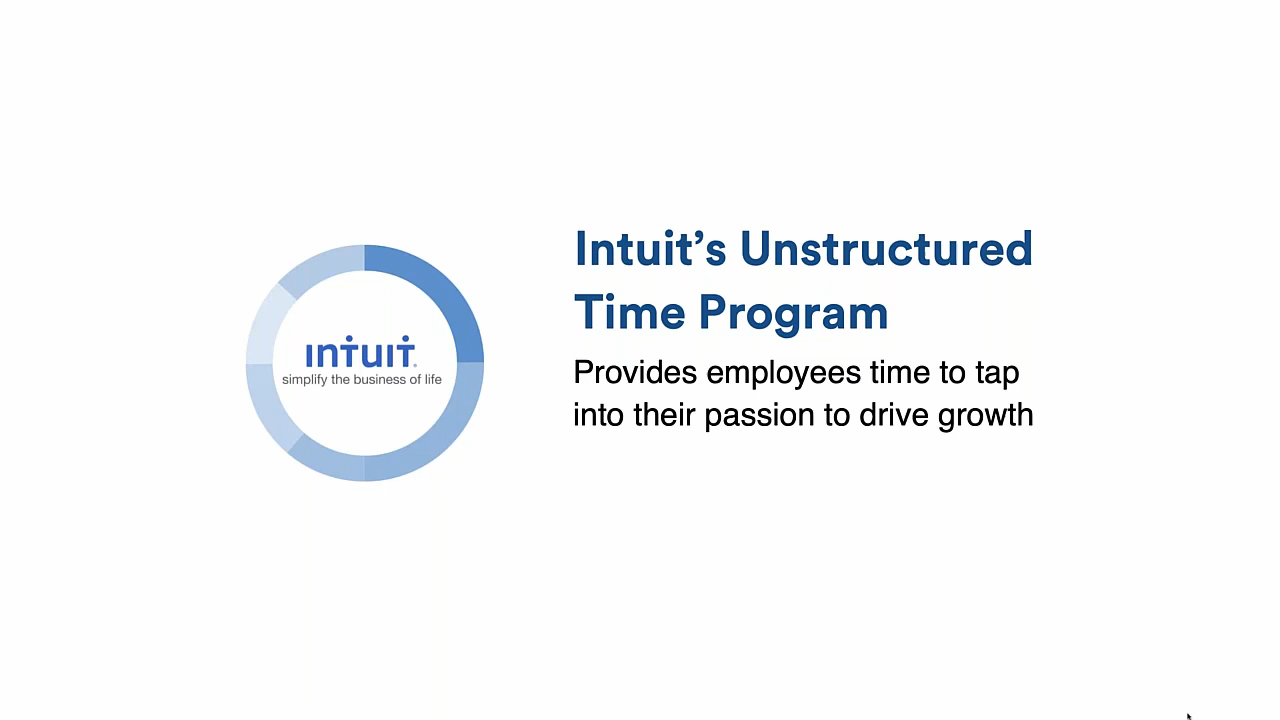 Intuit’s Unstructured
Time Program
Provides employees time to tap
into their passion to drive growth
intuit.
simplify the business of life